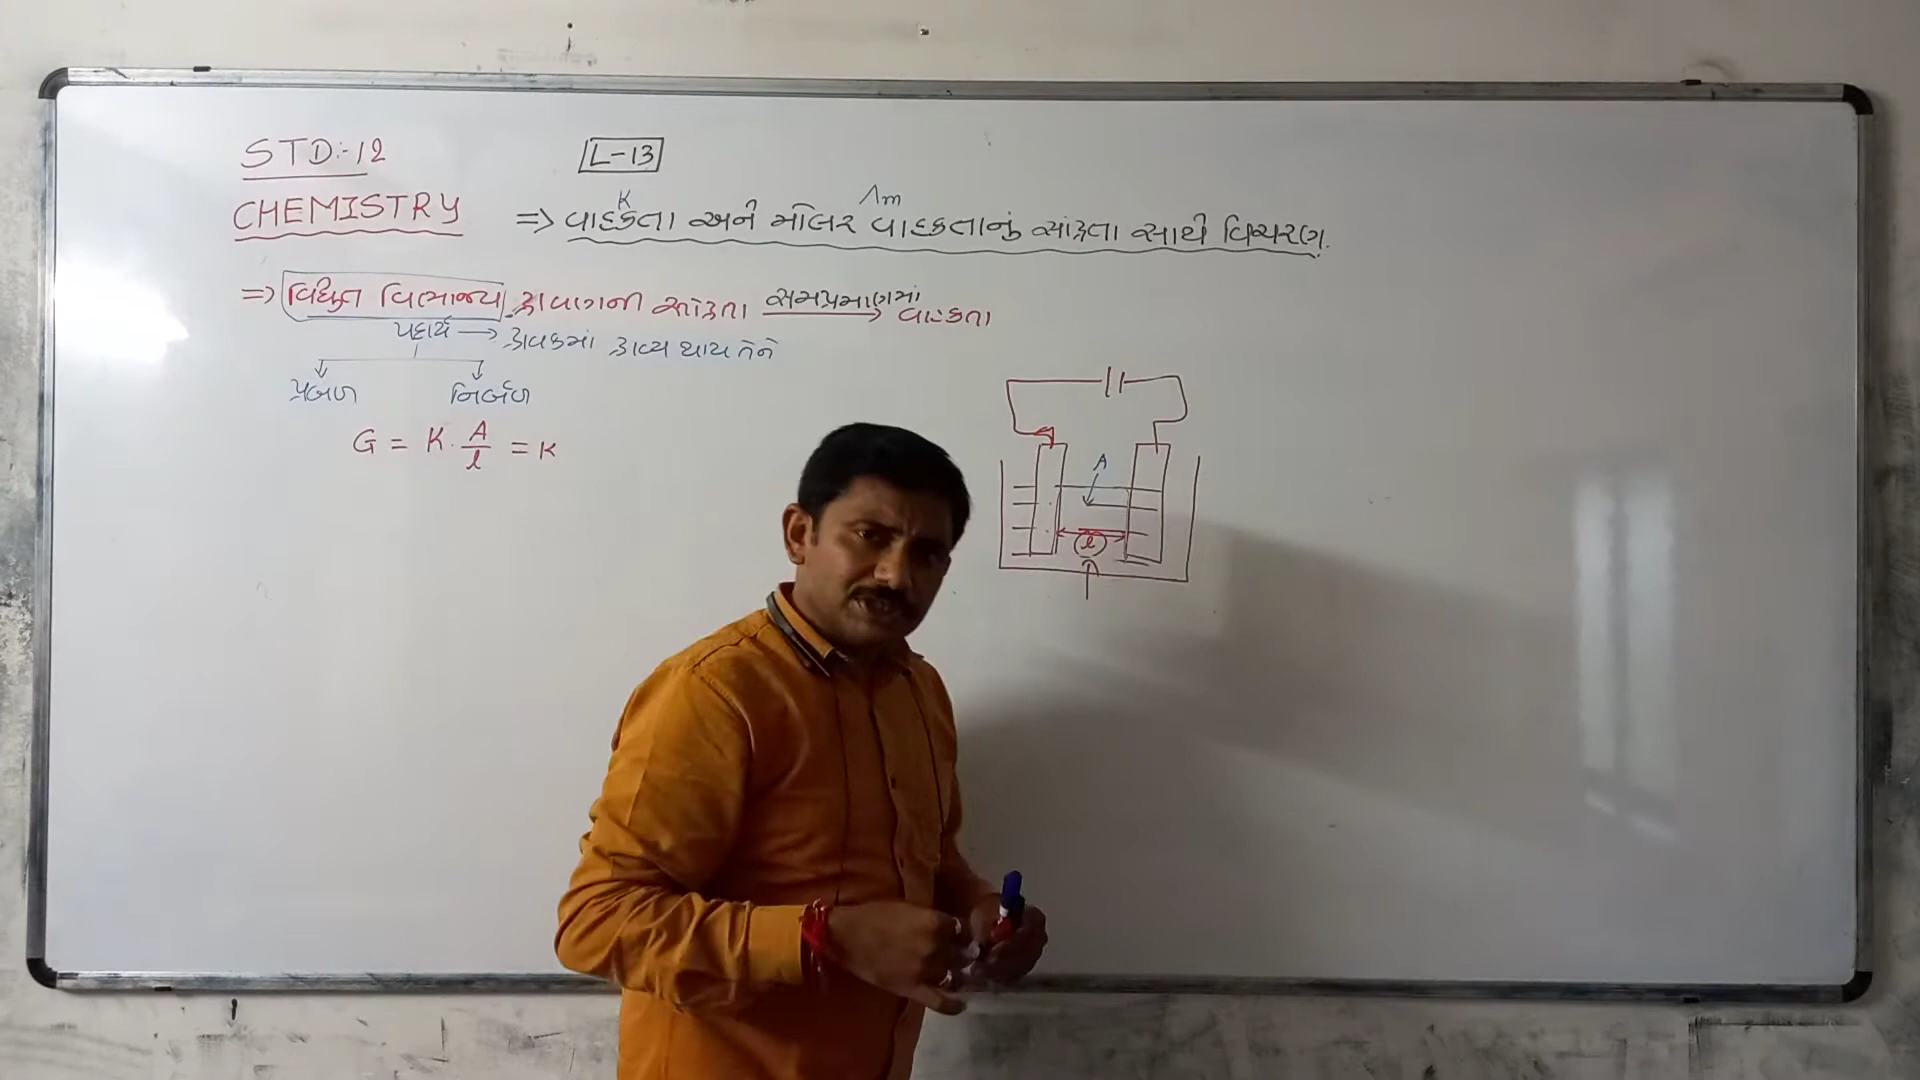 STD:-12
L-13
CHEMISTRY
K
Λm
=> વાહકતા અને મોલર વાહકતાનું સાંદ્રતા સાથે વિચરણ.
=> વિદ્યુત વિભાજ્ય દ્રાવણની સાંદ્રતા સમપ્રમાણમાં વાહકતા
પદાર્થ → દ્રાવકમાં દ્રાવ્ય થાય તેને
પ્રબળ નિર્બળ
G = K · A/l = K
A
l